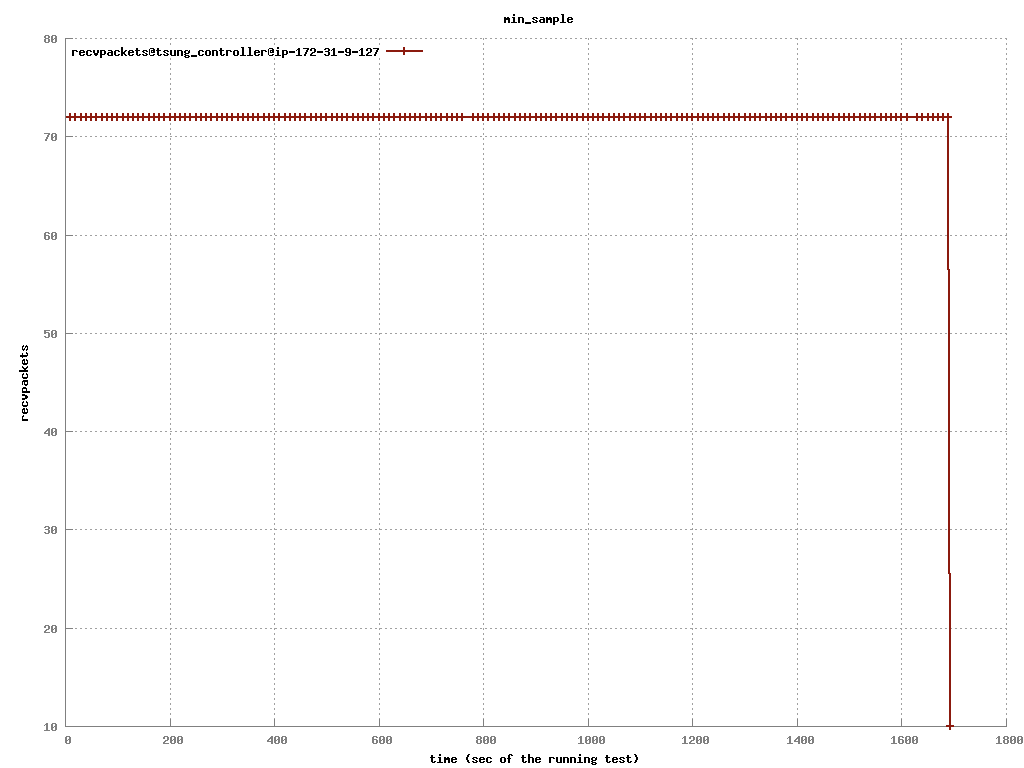 min_sample
recvpackets@tsung_controller@ip-172-31-9-127
80
70
60
50
40
30
20
10
recvpackets
0 200 400 600 800 1000 1200 1400 1600 1800
time (sec of the running test)